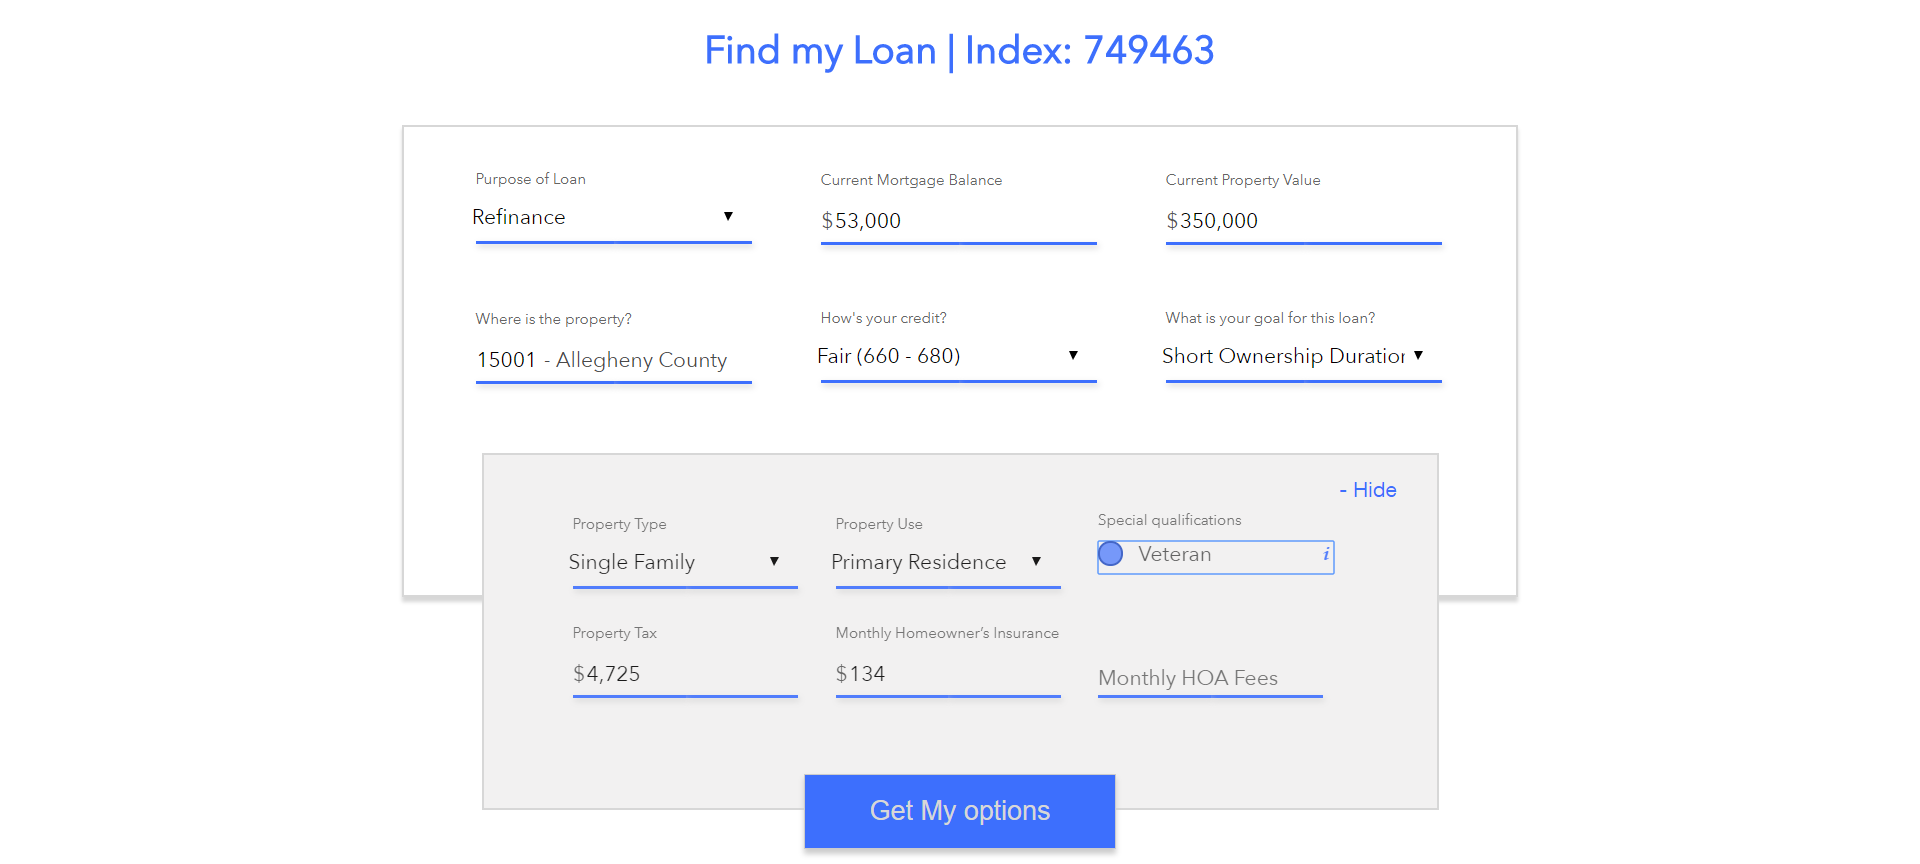 Find my Loan | Index: 749463
Purpose of Loan
Refinance
Current Mortgage Balance
$53,000
Current Property Value
$350,000
Where is the property?
15001 - Allegheny County
How's your credit?
Fair (660 - 680)
What is your goal for this loan?
Short Ownership Duration
- Hide
Property Type
Single Family
Property Use
Primary Residence
Special qualifications
Veteran i
Property Tax
$4,725
Monthly Homeowner’s Insurance
$134
Monthly HOA Fees
Get My options